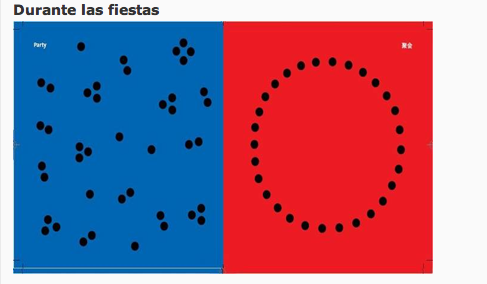 Durante las fiestas
Party
聚会